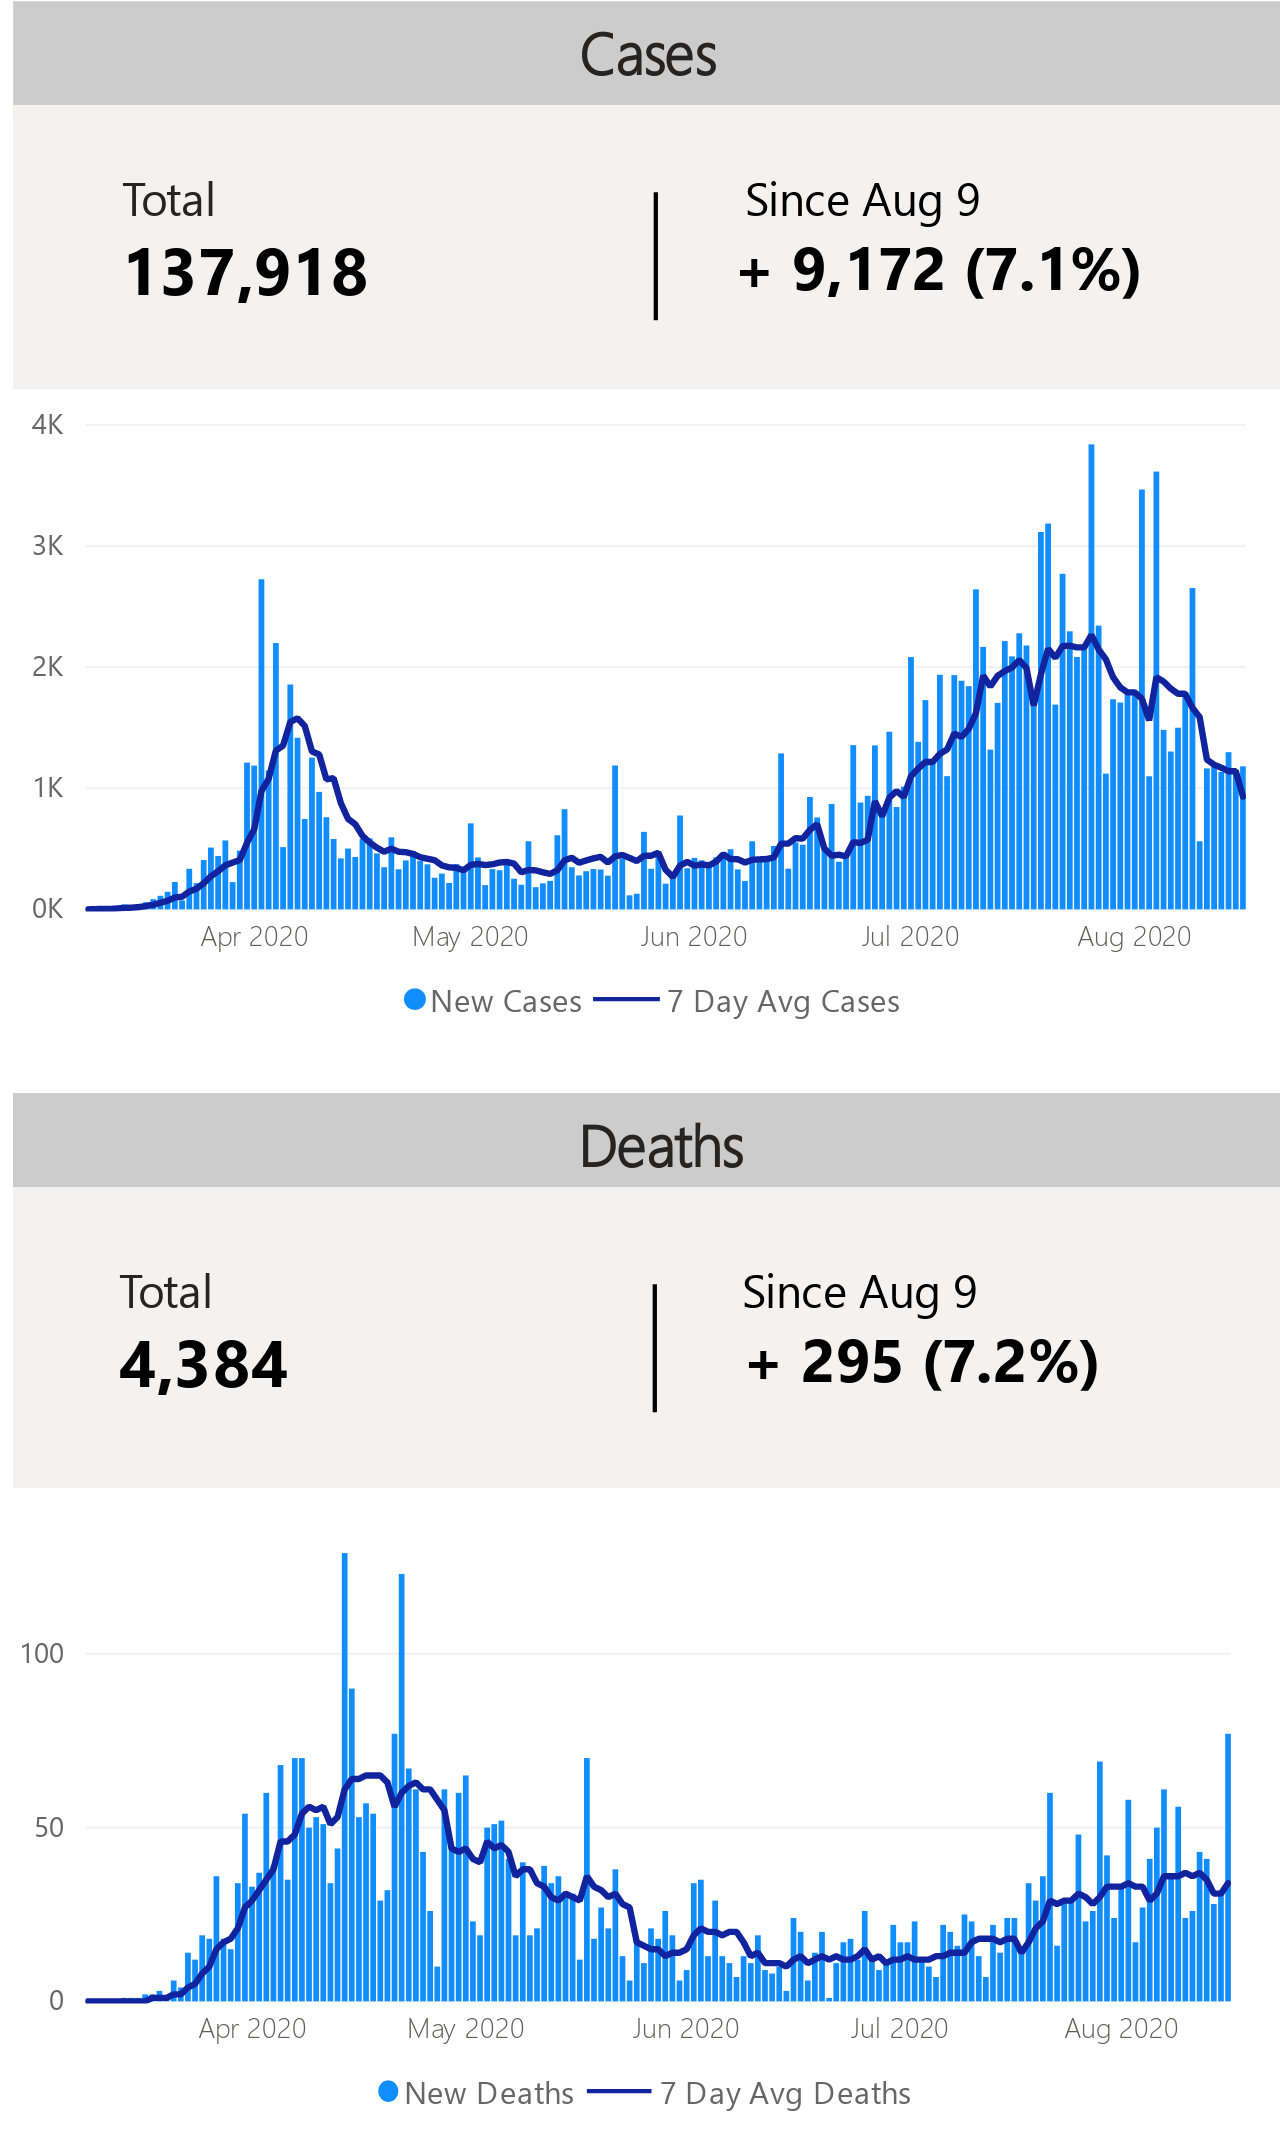 Cases
Total
Since Aug 9
137,918
+ 9,172 (7.1%)
4K
3K
2K
1K
0K
Apr 2020
May 2020
Jun 2020
Jul 2020
Aug 2020
New Cases
7 Day Avg Cases
Deaths
Total
Since Aug 9
4,384
+ 295 (7.2%)
100
50
0
Apr 2020
May 2020
Jun 2020
Jul 2020
Aug 2020
New Deaths
7 Day Avg Deaths